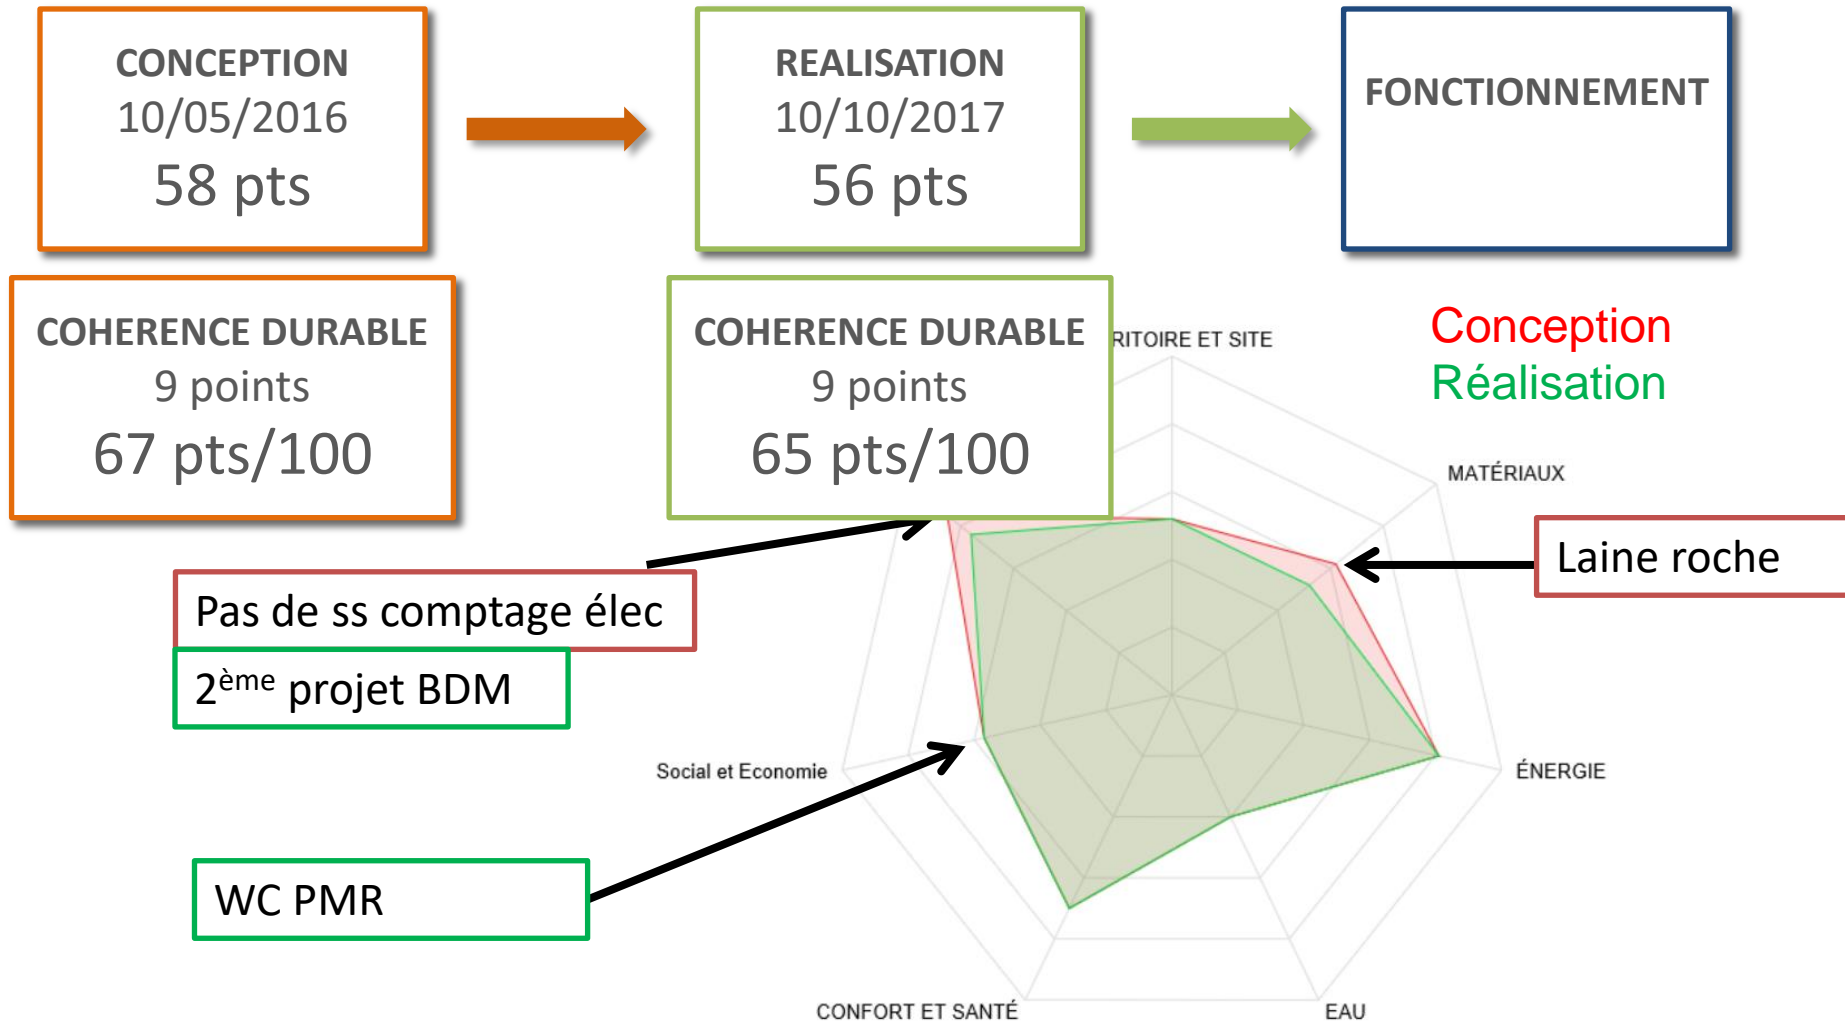 CONCEPTION
10/05/2016
58 pts
REALISATION
10/10/2017
56 pts
FONCTIONNEMENT
COHERENCE DURABLE
9 points
67 pts/100
COHERENCE DURABLE
9 points
65 pts/100
RITOIRE ET SITE
Conception
Réalisation
MATÉRIAUX
Laine roche
Pas de ss comptage élec
2ème projet BDM
Social et Economie
ÉNERGIE
WC PMR
CONFORT ET SANTÉ
EAU